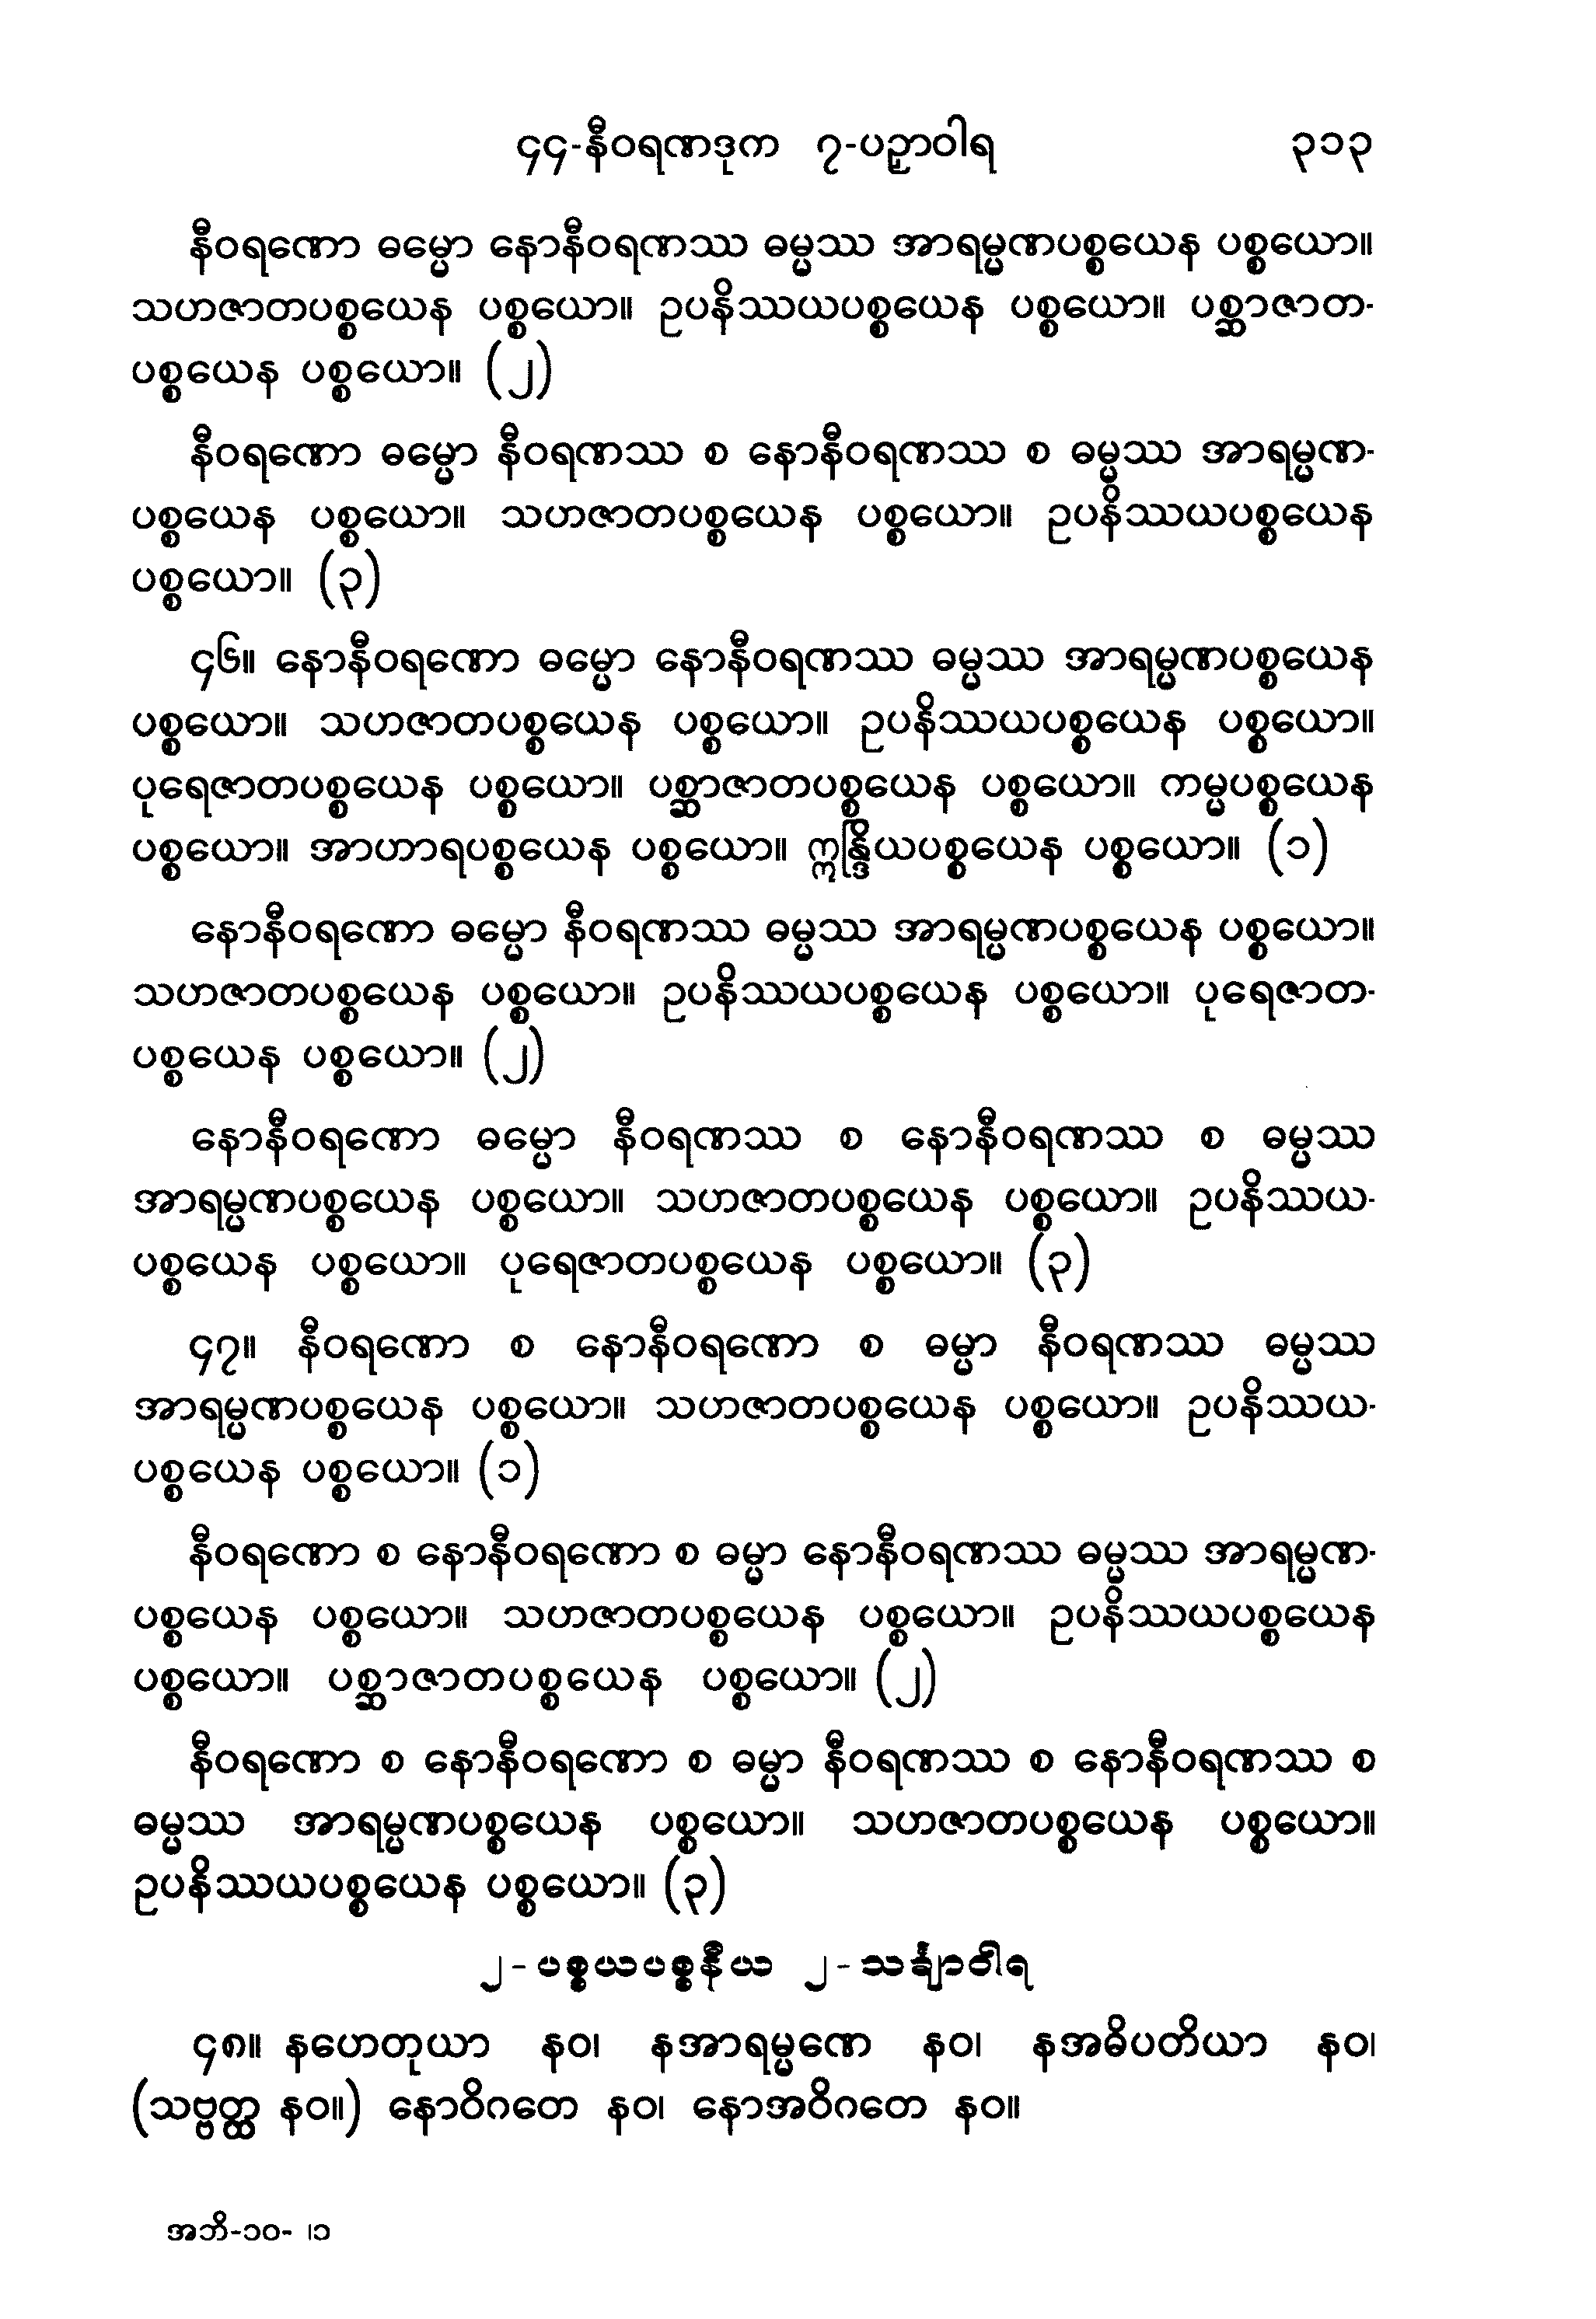 ၄၄-နီဝရဏဒုက ၇-ပဉှာဝါရ ၃၁၃
နီဝရဏော ဓမ္မော နောနီဝရဏဿ ဓမ္မဿ အာရမ္မဏပစ္စယေန ပစ္စယော။
သဟဇာတပစ္စယေန ပစ္စယော။ ဥပနိဿယပစ္စယေန ပစ္စယော။ ပစ္ဆာဇာတ-
ပစ္စယေန ပစ္စယော။ (၂)
နီဝရဏော ဓမ္မော နီဝရဏဿ စ နောနီဝရဏဿ စ ဓမ္မဿ အာရမ္မဏ-
ပစ္စယေန ပစ္စယော။ သဟဇာတပစ္စယေန ပစ္စယော။ ဥပနိဿယပစ္စယေန
ပစ္စယော။ (၃)
၄၆။ နောနီဝရဏော ဓမ္မော နောနီဝရဏဿ ဓမ္မဿ အာရမ္မဏပစ္စယေန
ပစ္စယော။ သဟဇာတပစ္စယေန ပစ္စယော။ ဥပနိဿယပစ္စယေန ပစ္စယော။
ပုရေဇာတပစ္စယေန ပစ္စယော။ ပစ္ဆာဇာတပစ္စယေန ပစ္စယော။ ကမ္မပစ္စယေန
ပစ္စယော။ အာဟာရပစ္စယေန ပစ္စယော။ ဣန္ဒြိယပစ္စယေန ပစ္စယော။ (၁)
နောနီဝရဏော ဓမ္မော နီဝရဏဿ ဓမ္မဿ အာရမ္မဏပစ္စယေန ပစ္စယော။
သဟဇာတပစ္စယေန ပစ္စယော။ ဥပနိဿယပစ္စယေန ပစ္စယော။ ပုရေဇာတ-
ပစ္စယေန ပစ္စယော။ (၂)
နောနီဝရဏော ဓမ္မော နီဝရဏဿ စ နောနီဝရဏဿ စ ဓမ္မဿ
အာရမ္မဏပစ္စယေန ပစ္စယော။ သဟဇာတပစ္စယေန ပစ္စယော။ ဥပနိဿယ-
ပစ္စယေန ပစ္စယော။ ပုရေဇာတပစ္စယေန ပစ္စယော။ (၃)
၄၇။ နီဝရဏော စ နောနီဝရဏော စ ဓမ္မာ နီဝရဏဿ ဓမ္မဿ
အာရမ္မဏပစ္စယေန ပစ္စယော။ သဟဇာတပစ္စယေန ပစ္စယော။ ဥပနိဿယ-
ပစ္စယေန ပစ္စယော။ (၁)
နီဝရဏော စ နောနီဝရဏော စ ဓမ္မာ နောနီဝရဏဿ ဓမ္မဿ အာရမ္မဏ-
ပစ္စယေန ပစ္စယော။ သဟဇာတပစ္စယေန ပစ္စယော။ ဥပနိဿယပစ္စယေန
ပစ္စယော။ ပစ္ဆာဇာတပစ္စယေန ပစ္စယော။ (၂)
နီဝရဏော စ နောနီဝရဏော စ ဓမ္မာ နီဝရဏဿ စ နောနီဝရဏဿ စ
ဓမ္မဿ အာရမ္မဏပစ္စယေန ပစ္စယော။ သဟဇာတပစ္စယေန ပစ္စယော။
ဥပနိဿယပစ္စယေန ပစ္စယော။ (၃)
၂-ပစ္စယပစ္စနီယ ၂-သင်္ချာဝါရ
၄၈။ နဟေတုယာ နဝ၊ နအာရမ္မဏေ နဝ၊ နအဓိပတိယာ နဝ၊
(သဗ္ဗတ္ထ နဝ။) နောဝိဂတေ နဝ၊ နောအဝိဂတေ နဝ။
အဘိ-၁၀- ၊၁